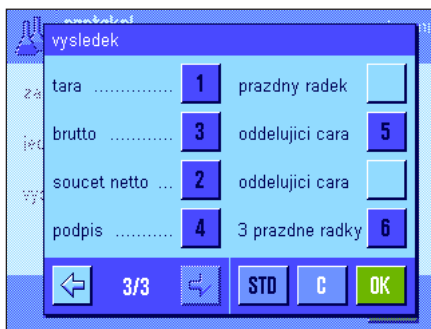 protokol
vysledek
tara .............. 1 prazdny radek
brutto ........... 3 oddelujici cara 5
soucet netto ... 2 oddelujici cara
podpis ........... 4 3 prazdne radky 6
3/3 STD C OK